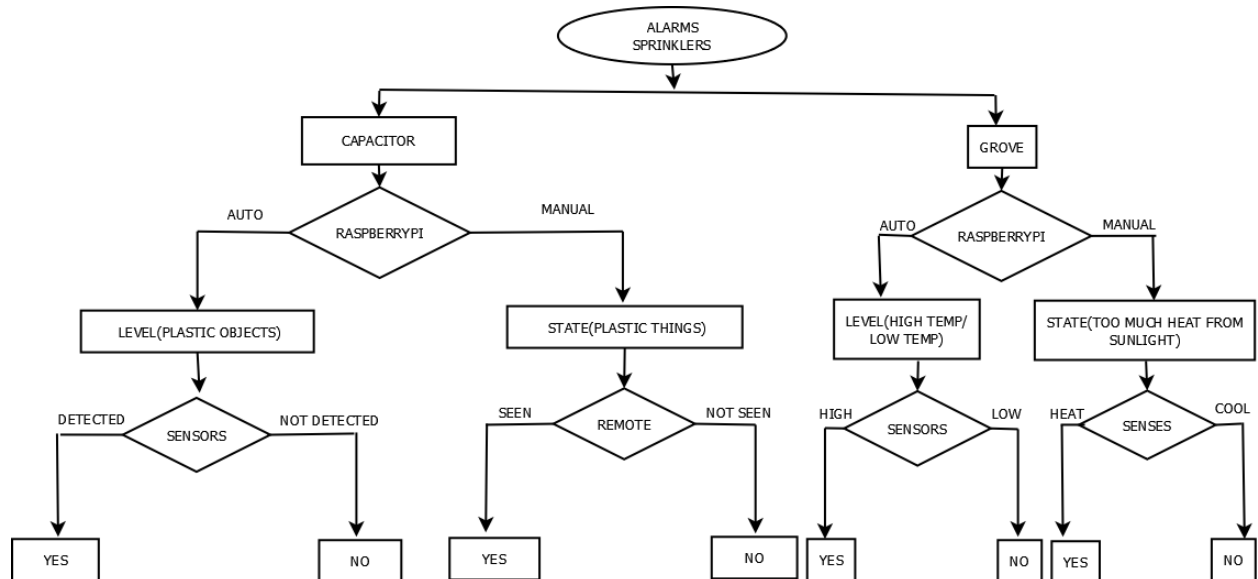 ALARMS
SPRINKLERS
CAPACITOR
GROVE
AUTO
RASPBERRYPI
MANUAL
AUTO
RASPBERRYPI
MANUAL
LEVEL(PLASTIC OBJECTS)
STATE(PLASTIC THINGS)
LEVEL(HIGH TEMP/
LOW TEMP)
STATE(TOO MUCH HEAT FROM
SUNLIGHT)
DETECTED
SENSORS
NOT DETECTED
SEEN
REMOTE
NOT SEEN
HIGH
SENSORS
LOW
HEAT
SENSES
COOL
YES
NO
YES
NO
YES
NO
YES
NO